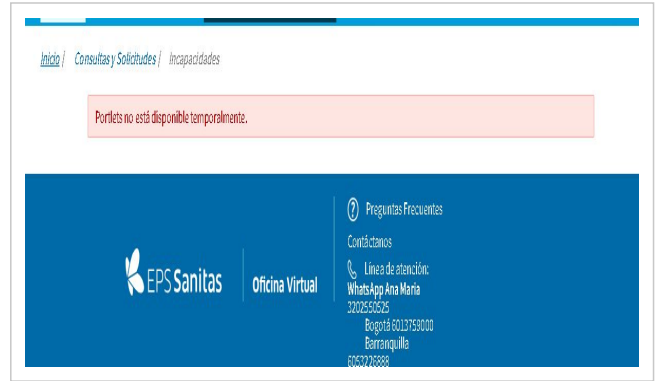 Inicio / Consultas y Solicitudes / Incapacidades
Portlets no está disponible temporalmente.
? Preguntas Frecuentes
Contáctanos
Línea de atención:
EPS Sanitas Oficina Virtual
WhatsApp Ana Maria
3202550525
Bogotá 6013759000
Barranquilla
6053226888